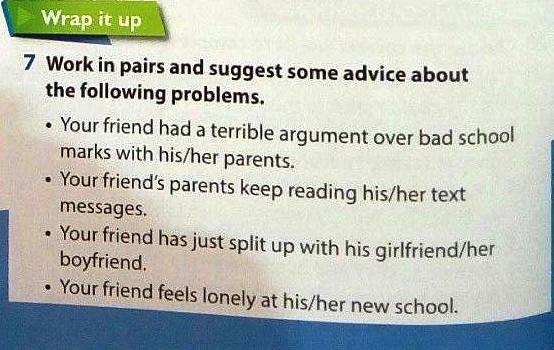 Wrap it up
7 Work in pairs and suggest some advice about
the following problems.
• Your friend had a terrible argument over bad school
marks with his/her parents.
• Your friend's parents keep reading his/her text
messages.
• Your friend has just split up with his girlfriend/her
boyfriend.
• Your friend feels lonely at his/her new school.